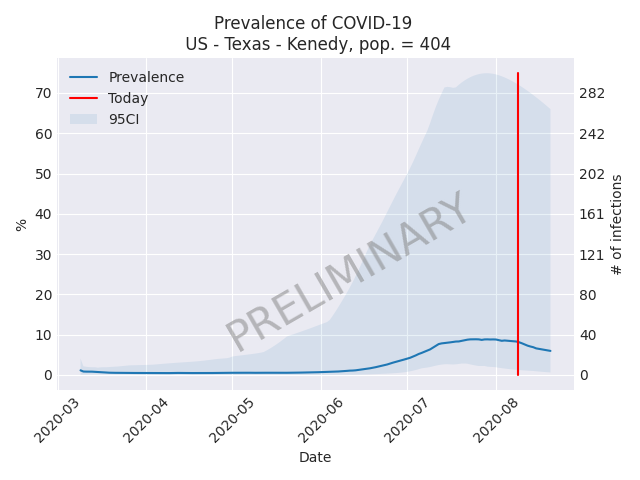 Prevalence of COVID-19
US - Texas - Kenedy, pop. = 404
Prevalence
Today
95CI
70
60
50
40
30
20
10
0
%
282
242
202
161
121
80
40
0
# of infections
PRELIMINARY
2020-03
2020-04
2020-05
2020-06
2020-07
2020-08
Date